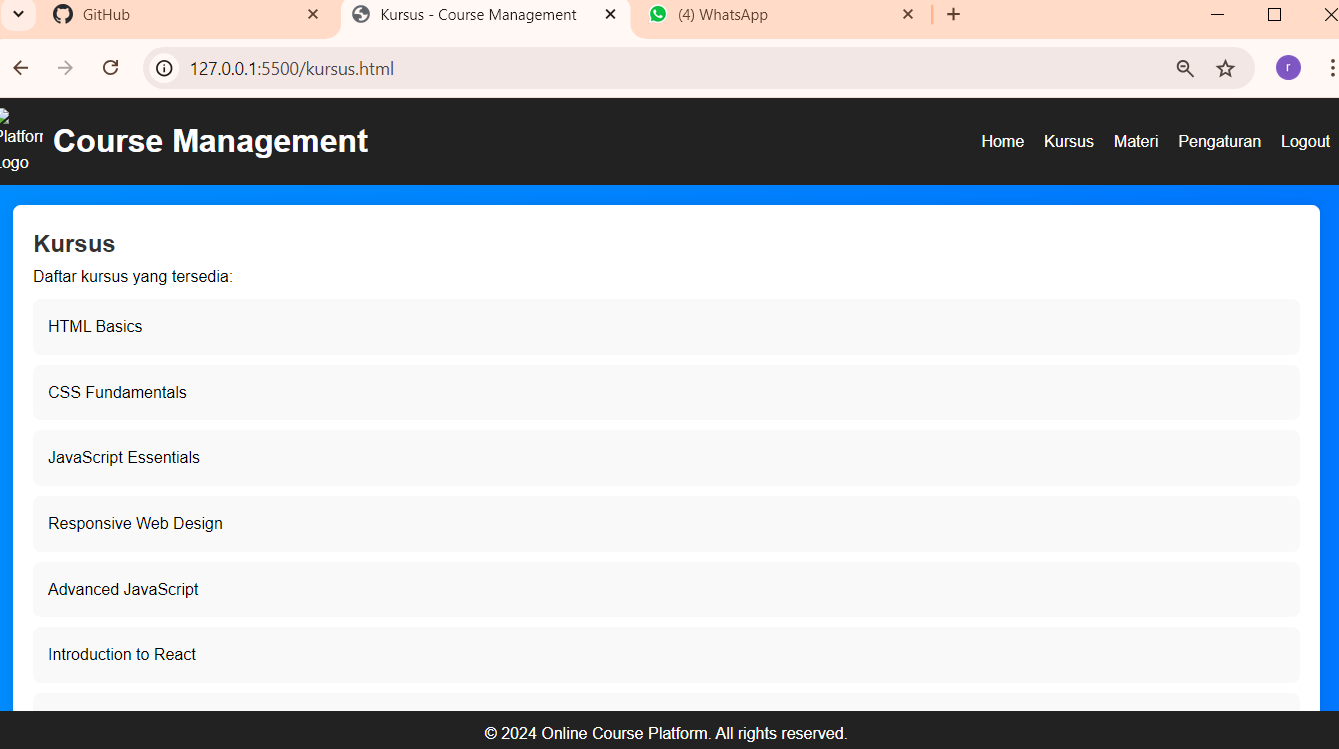 GitHub
Kursus - Course Management
(4) WhatsApp
127.0.0.1:5500/kursus.html
r
Platform
Logo
Course Management
Home Kursus Materi Pengaturan Logout
Kursus
Daftar kursus yang tersedia:
HTML Basics
CSS Fundamentals
JavaScript Essentials
Responsive Web Design
Advanced JavaScript
Introduction to React
© 2024 Online Course Platform. All rights reserved.